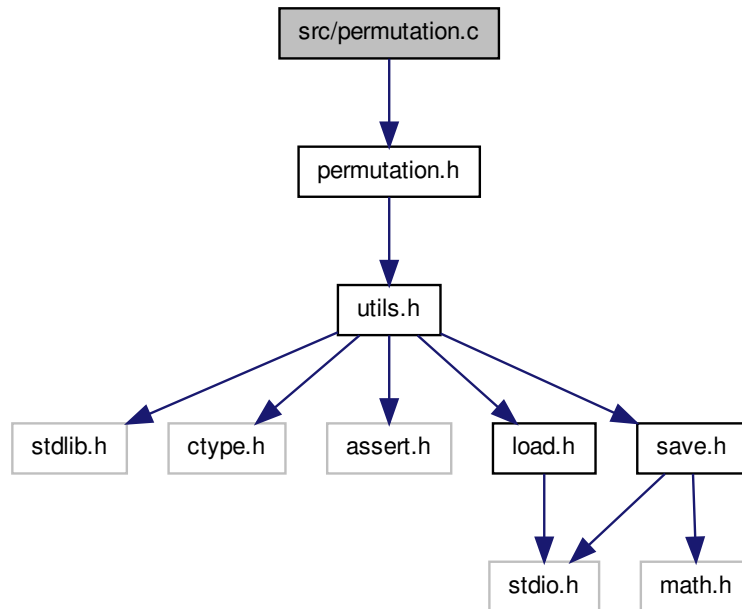 src/permutation.c
permutation.h
utils.h
stdlib.h
ctype.h
assert.h
load.h
save.h
stdio.h
math.h